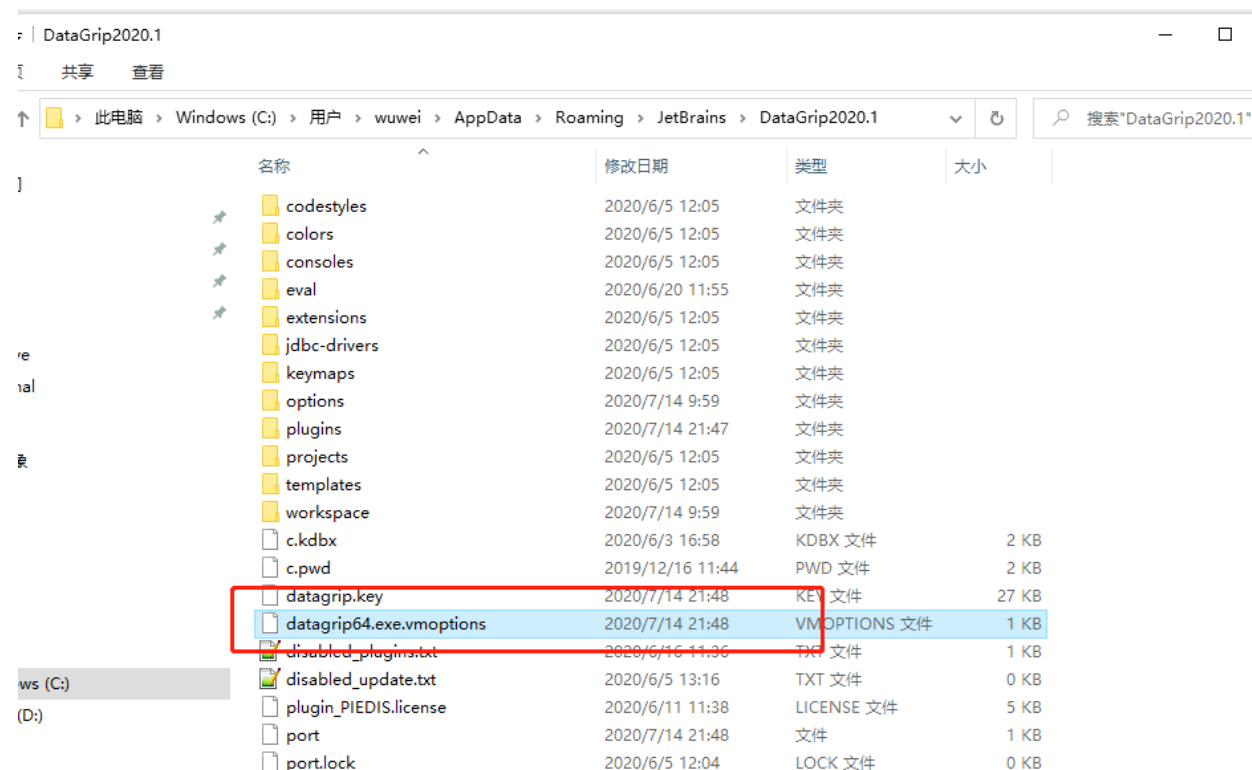 DataGrip2020.1
共享 查看
此电脑 › Windows (C:) › 用户 › wuwei › AppData › Roaming › JetBrains › DataGrip2020.1 搜索"DataGrip2020.1"
名称 修改日期 类型 大小
codestyles 2020/6/5 12:05 文件夹
colors 2020/6/5 12:05 文件夹
consoles 2020/6/5 12:05 文件夹
eval 2020/6/20 11:55 文件夹
extensions 2020/6/5 12:05 文件夹
jdbc-drivers 2020/6/5 12:05 文件夹
keymaps 2020/6/5 12:05 文件夹
options 2020/7/14 9:59 文件夹
plugins 2020/7/14 21:47 文件夹
projects 2020/6/5 12:05 文件夹
templates 2020/6/5 12:05 文件夹
workspace 2020/7/14 9:59 文件夹
c.kdbx 2020/6/3 16:58 KDBX 文件 2 KB
c.pwd 2019/12/16 11:44 PWD 文件 2 KB
datagrip.key 2020/7/14 21:48 KEY 文件 27 KB
datagrip64.exe.vmoptions 2020/7/14 21:48 VMOPTIONS 文件 1 KB
disabled_plugins.txt 2020/6/16 11:36 TXT 文件 1 KB
disabled_update.txt 2020/6/5 13:16 TXT 文件 0 KB
plugin_PIEDIS.license 2020/6/11 11:38 LICENSE 文件 5 KB
port 2020/7/14 21:48 文件 1 KB
port.lock 2020/6/5 12:04 LOCK 文件 0 KB
ws (C:)
(D:)